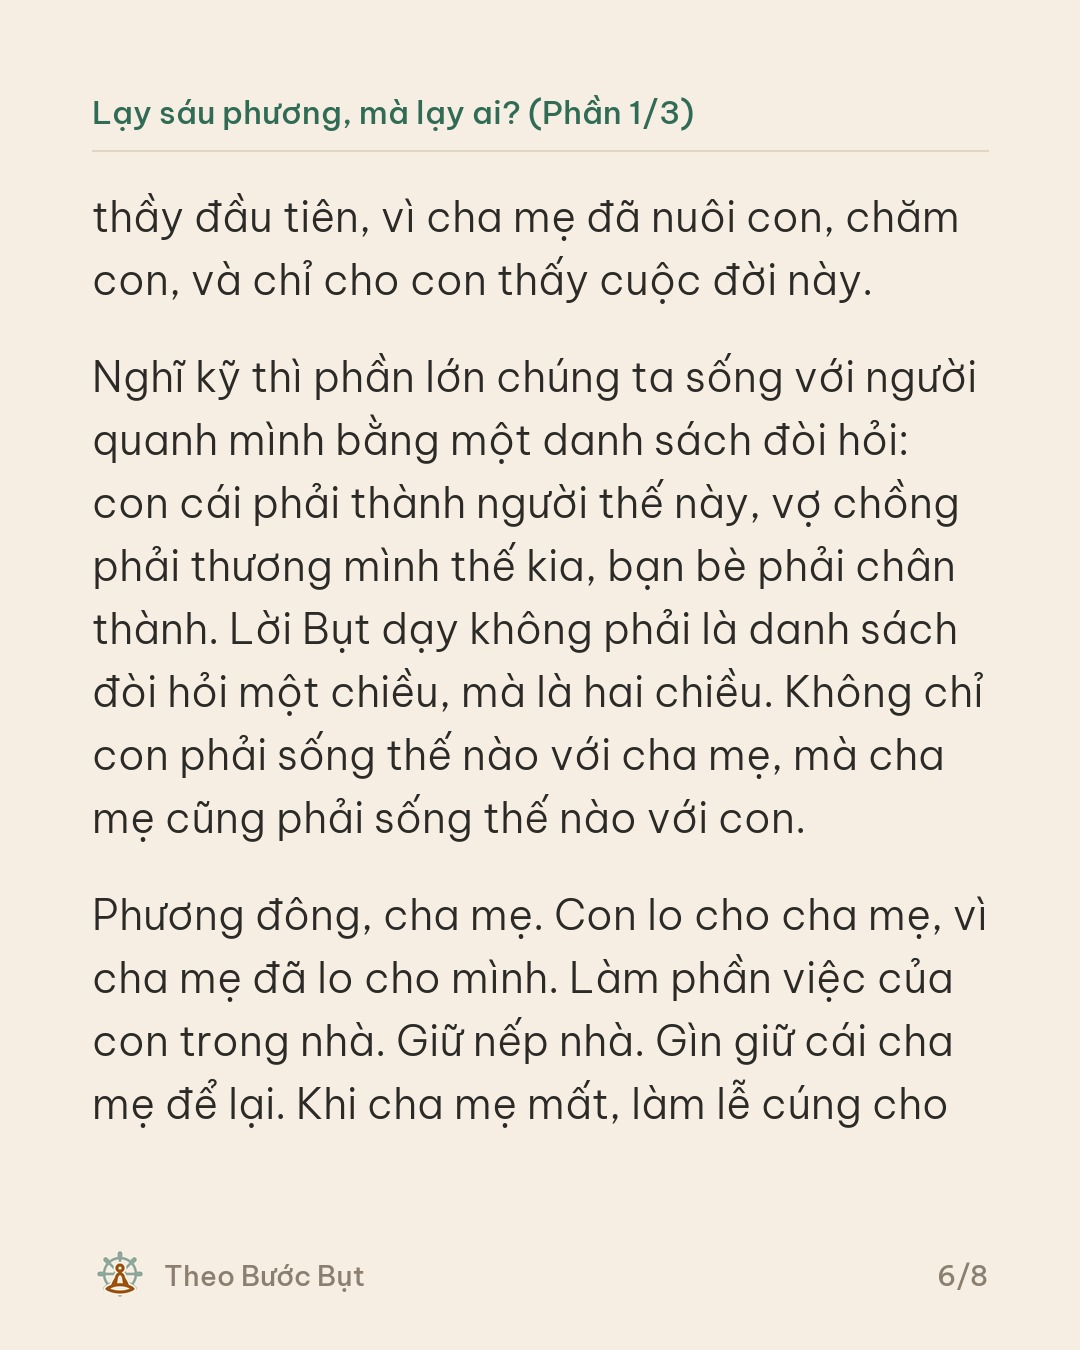 Lạy sáu phương, mà lạy ai? (Phần 1/3)
thầy đầu tiên, vì cha mẹ đã nuôi con, chăm
con, và chỉ cho con thấy cuộc đời này.
Nghĩ kỹ thì phần lớn chúng ta sống với người
quanh mình bằng một danh sách đòi hỏi:
con cái phải thành người thế này, vợ chồng
phải thương mình thế kia, bạn bè phải chân
thành. Lời Bụt dạy không phải là danh sách
đòi hỏi một chiều, mà là hai chiều. Không chỉ
con phải sống thế nào với cha mẹ, mà cha
mẹ cũng phải sống thế nào với con.
Phương đông, cha mẹ. Con lo cho cha mẹ, vì
cha mẹ đã lo cho mình. Làm phần việc của
con trong nhà. Giữ nếp nhà. Gìn giữ cái cha
mẹ để lại. Khi cha mẹ mất, làm lễ cúng cho
Theo Bước Bụt
6/8